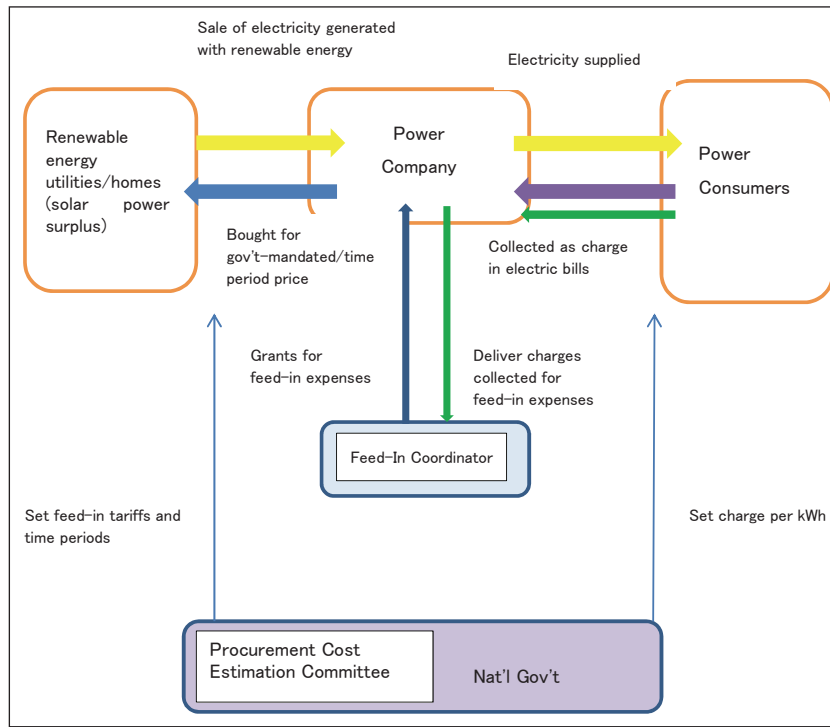 Sale of electricity generated
with renewable energy
Electricity supplied
Renewable
energy
utilities/homes
(solar power
surplus)
Power
Company
Power
Consumers
Bought for
gov't-mandated/time
period price
Collected as charge
in electric bills
Grants for
feed-in expenses
Deliver charges
collected for
feed-in expenses
Feed-In Coordinator
Set feed-in tariffs and
time periods
Set charge per kWh
Procurement Cost
Estimation Committee
Nat'l Gov't